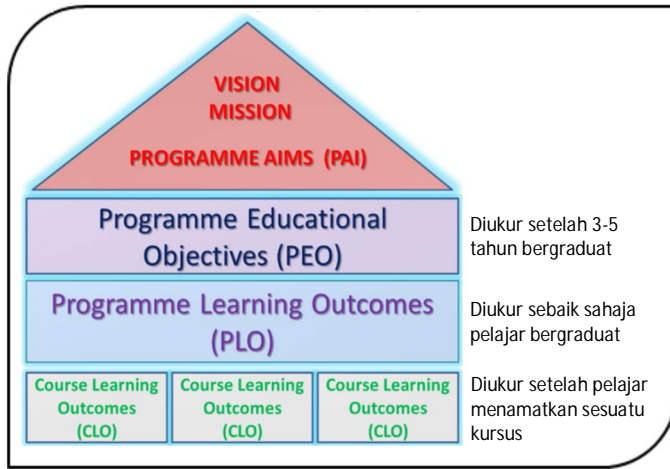 VISION
MISSION
PROGRAMME AIMS (PAI)
Programme Educational
Objectives (PEO)
Diukur setelah 3-5
tahun bergraduat
Programme Learning Outcomes
(PLO)
Diukur sebaik sahaja
pelajar bergraduat
Course Learning
Outcomes
(CLO)
Course Learning
Outcomes
(CLO)
Course Learning
Outcomes
(CLO)
Diukur setelah pelajar
menamatkan sesuatu
kursus